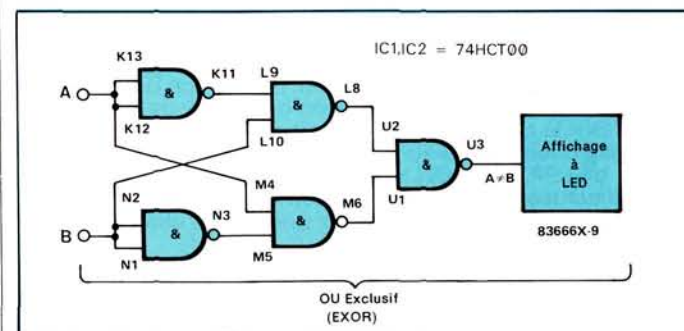 IC1,IC2 = 74HCT00
K13
K11
L9
A
&
&
L8
K12
L10
U2
U3
Affichage
à
LED
&
A≠B
N2
M4
M6
U1
N3
83666X-9
B
&
&
N1
M5
OU Exclusif
(EXOR)